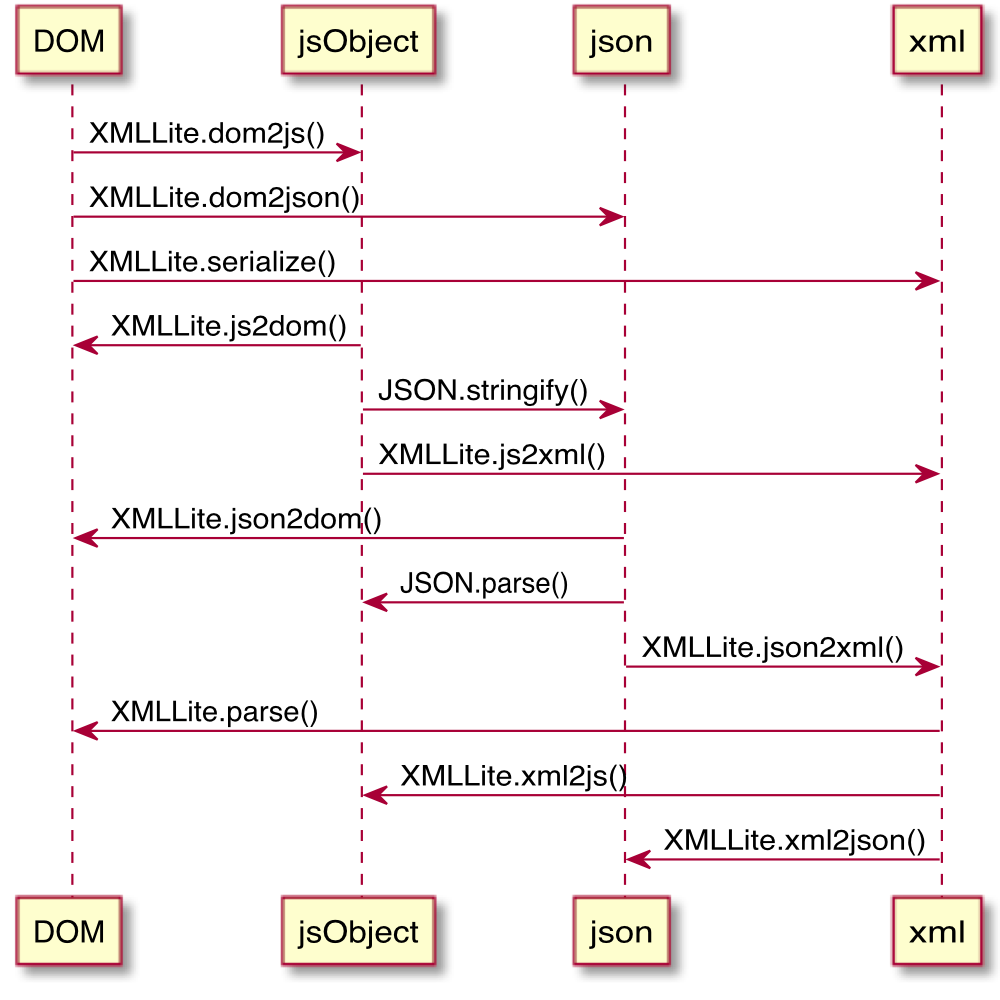 DOM jsObject json xml
XMLLite.dom2js()
XMLLite.dom2json()
XMLLite.serialize()
XMLLite.js2dom()
JSON.stringify()
XMLLite.js2xml()
XMLLite.json2dom()
JSON.parse()
XMLLite.json2xml()
XMLLite.parse()
XMLLite.xml2js()
XMLLite.xml2json()
DOM jsObject json xml